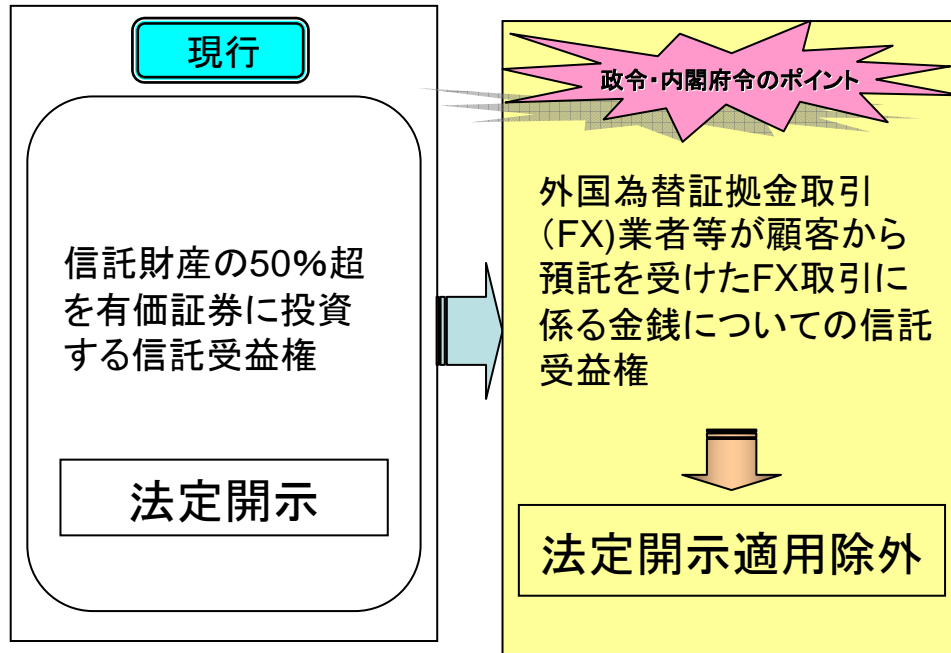 現行
信託財産の50%超
を有価証券に投資
する信託受益権
法定開示
政令・内閣府令のポイント
外国為替証拠金取引
(FX)業者等が顧客から
預託を受けたFX取引に
係る金銭についての信託
受益権
法定開示適用除外